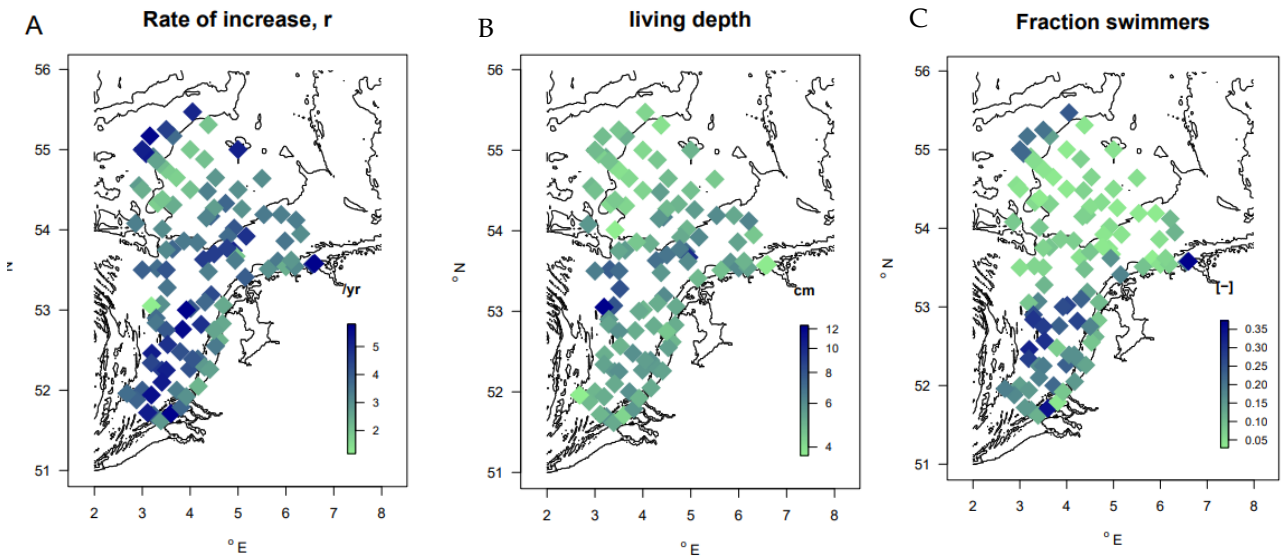 A
Rate of increase, r
56
55
54
53
52
51
° N
2 3 4 5 6 7 8
° E
/yr
5
4
3
2
B
living depth
56
55
54
53
52
51
° N
2 3 4 5 6 7 8
° E
cm
12
10
8
6
4
C
Fraction swimmers
56
55
54
53
52
51
° N
2 3 4 5 6 7 8
° E
[−]
0.35
0.30
0.25
0.20
0.15
0.10
0.05